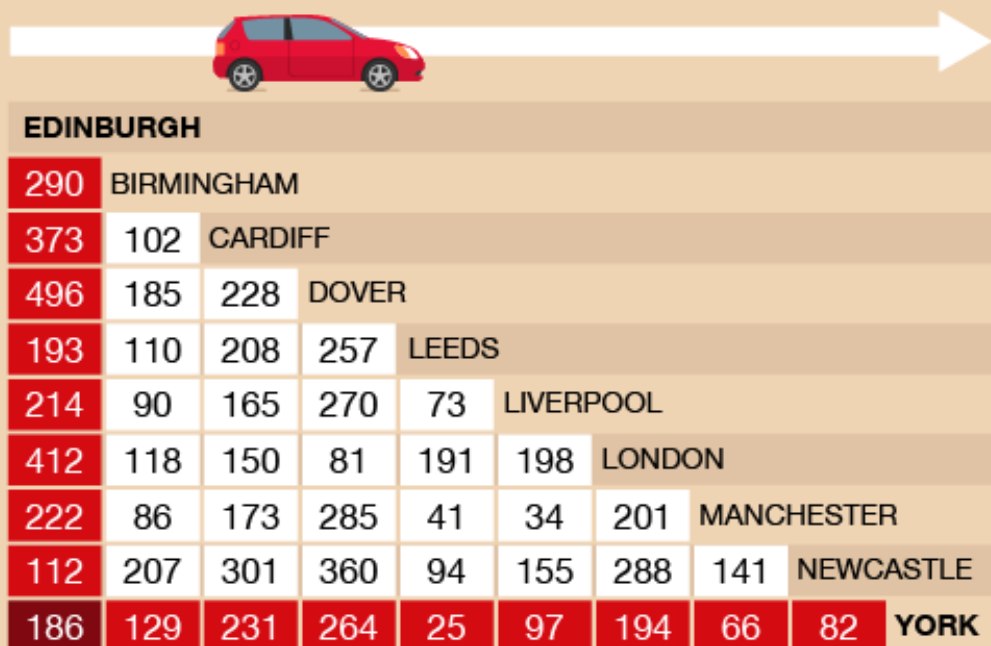 EDINBURGH
290 BIRMINGHAM
373 102 CARDIFF
496 185 228 DOVER
193 110 208 257 LEEDS
214 90 165 270 73 LIVERPOOL
412 118 150 81 191 198 LONDON
222 86 173 285 41 34 201 MANCHESTER
112 207 301 360 94 155 288 141 NEWCASTLE
186 129 231 264 25 97 194 66 82 YORK